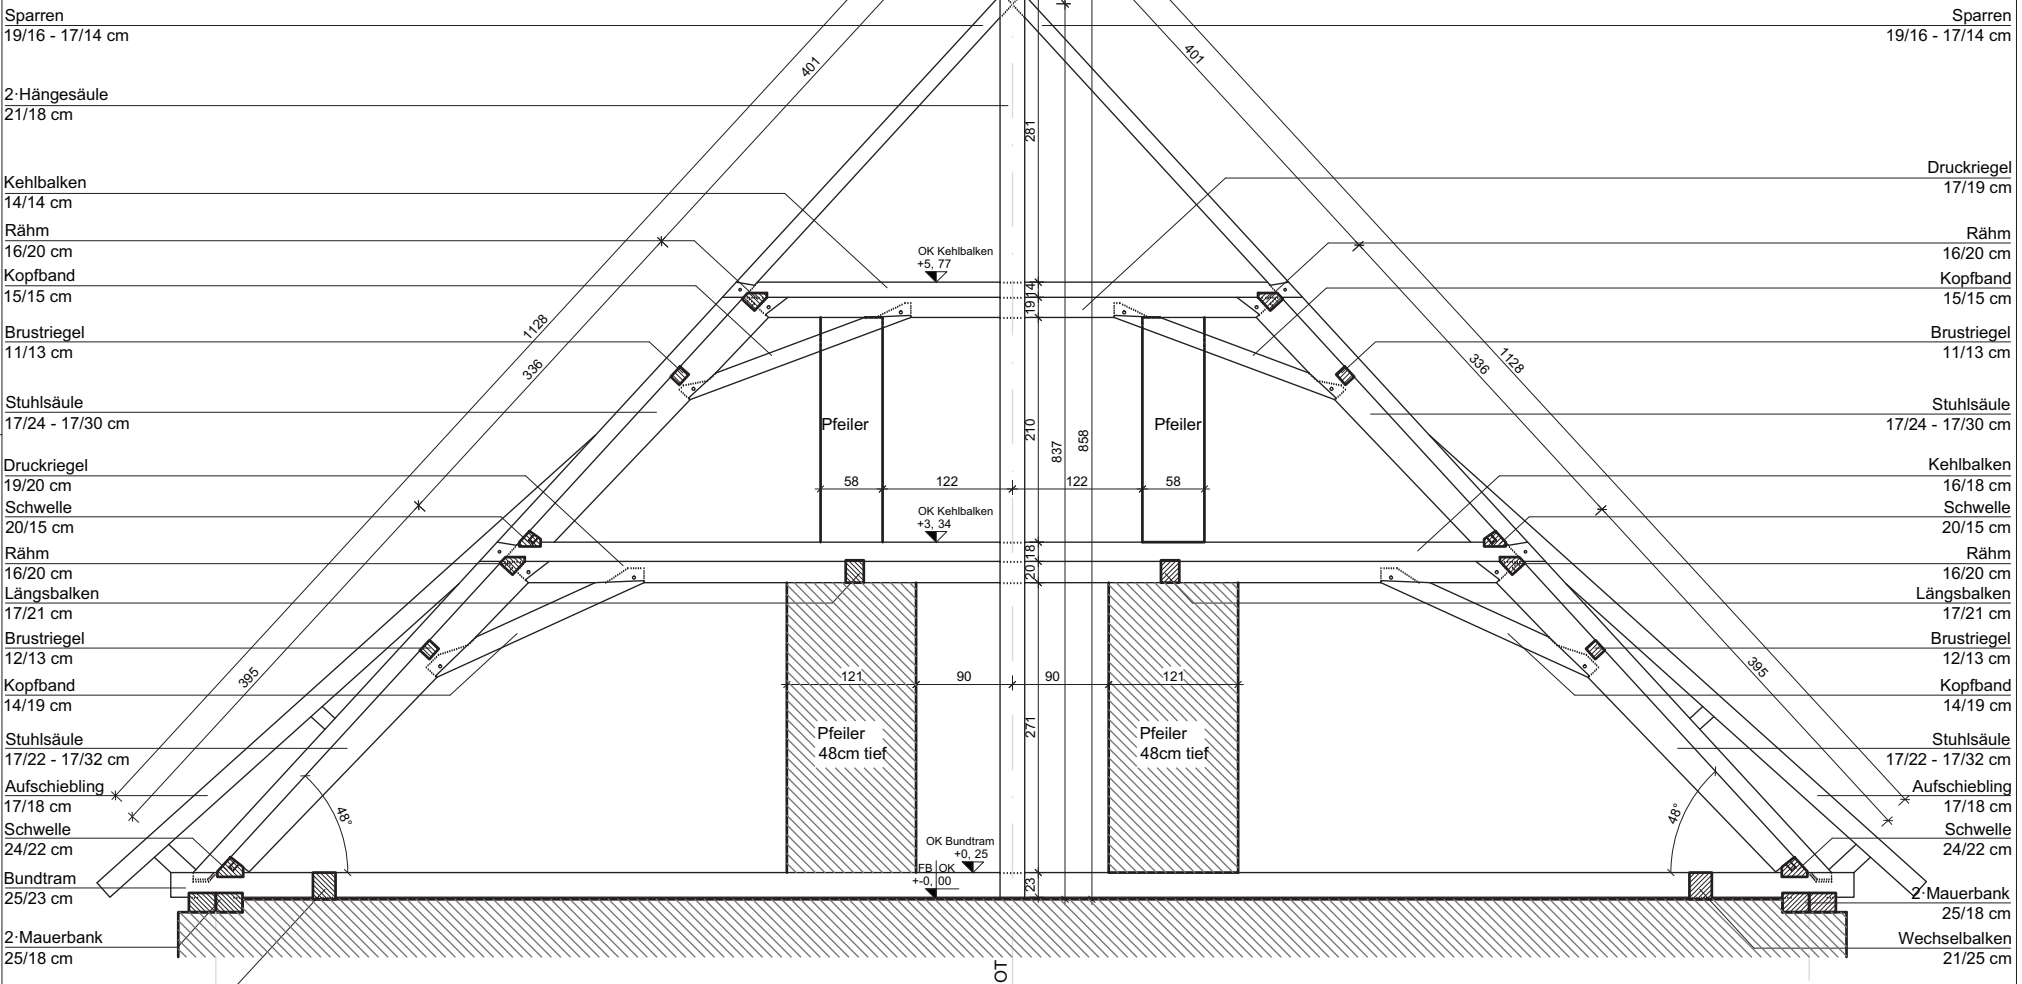 Sparren
19/16 - 17/14 cm
2·Hängesäule
21/18 cm
Kehlbalken
14/14 cm
Rähm
16/20 cm
Kopfband
15/15 cm
Brustriegel
11/13 cm
Stuhlsäule
17/24 - 17/30 cm
Druckriegel
19/20 cm
Schwelle
20/15 cm
Rähm
16/20 cm
Längsbalken
17/21 cm
Brustriegel
12/13 cm
Kopfband
14/19 cm
Stuhlsäule
17/22 - 17/32 cm
Aufschiebling
17/18 cm
Schwelle
24/22 cm
Bundtram
25/23 cm
2·Mauerbank
25/18 cm
401
1128
336
395
48°
OK Kehlbalken
+5, 77
Pfeiler
Pfeiler
58
122
122
58
OK Kehlbalken
+3, 34
121
90
90
121
Pfeiler
48cm tief
Pfeiler
48cm tief
OK Bundtram
+0, 25
FB OK
+-0, 00
281
14
19
210
18
20
271
23
837
858
OT
401
336
1128
395
48°
Sparren
19/16 - 17/14 cm
Druckriegel
17/19 cm
Rähm
16/20 cm
Kopfband
15/15 cm
Brustriegel
11/13 cm
Stuhlsäule
17/24 - 17/30 cm
Kehlbalken
16/18 cm
Schwelle
20/15 cm
Rähm
16/20 cm
Längsbalken
17/21 cm
Brustriegel
12/13 cm
Kopfband
14/19 cm
Stuhlsäule
17/22 - 17/32 cm
Aufschiebling
17/18 cm
Schwelle
24/22 cm
2·Mauerbank
25/18 cm
Wechselbalken
21/25 cm